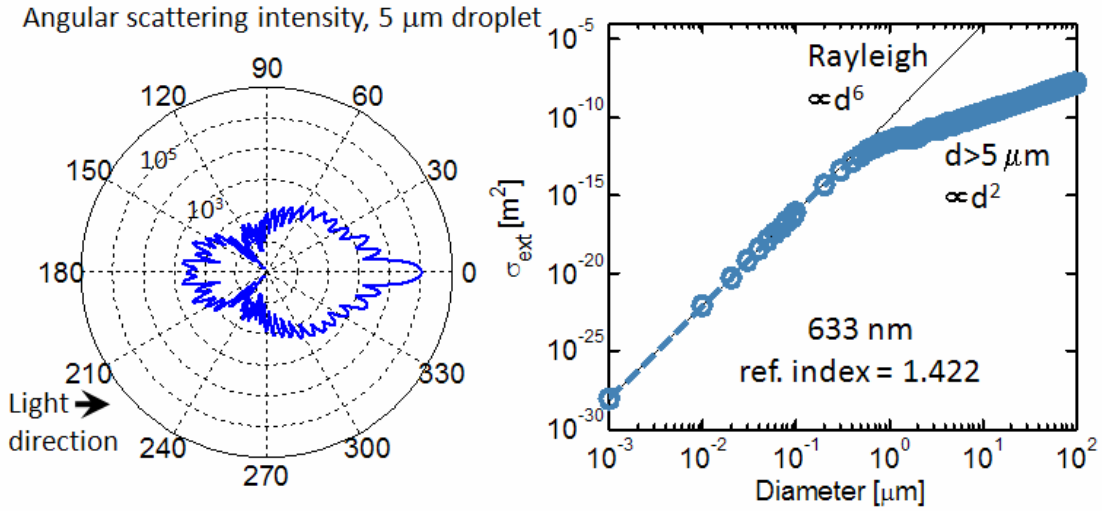 Angular scattering intensity, 5 μm droplet
90
120
60
150
10⁵
30
10³
180
0
210
330
Light
direction
240
300
270
σext [m²]
10⁻⁵
10⁻¹⁰
10⁻¹⁵
10⁻²⁰
10⁻²⁵
10⁻³⁰
Rayleigh
∝d⁶
d>5 μm
∝d²
633 nm
ref. index = 1.422
10⁻³ 10⁻² 10⁻¹ 10⁰ 10¹ 10²
Diameter [μm]